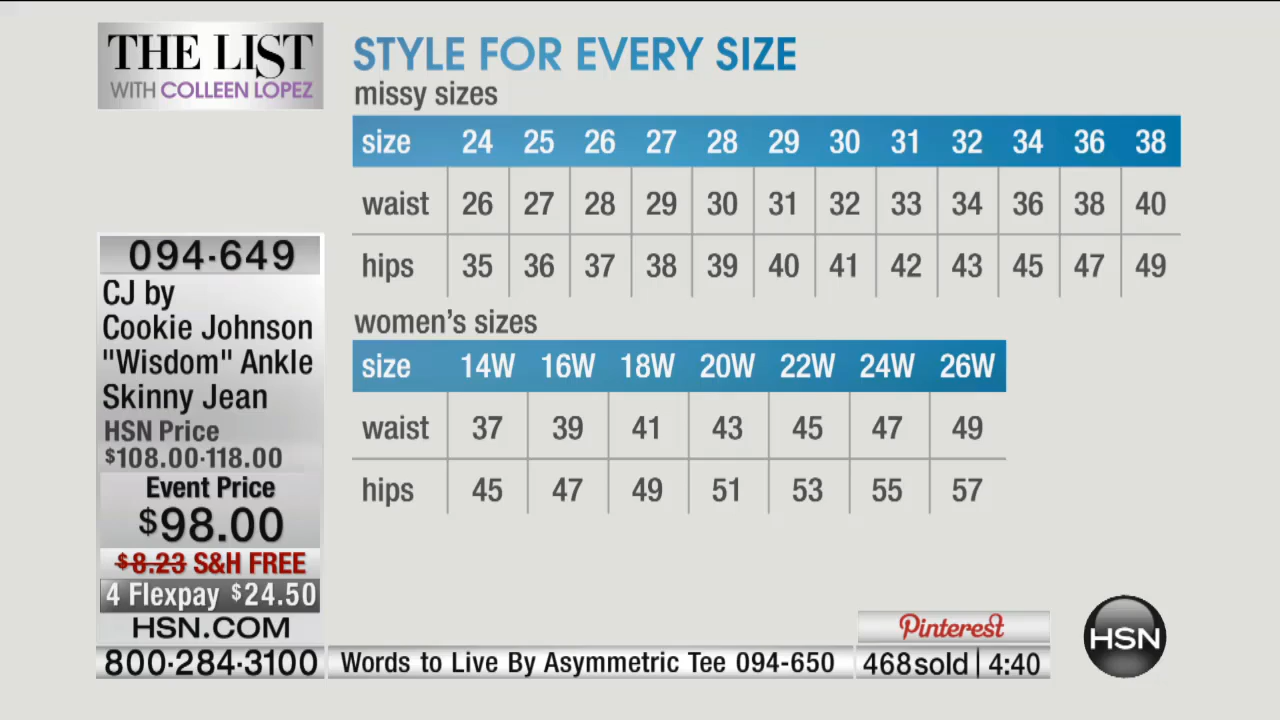 THE LIST
WITH COLLEEN LOPEZ
STYLE FOR EVERY SIZE
missy sizes
size 24 25 26 27 28 29 30 31 32 34 36 38
waist 26 27 28 29 30 31 32 33 34 36 38 40
hips 35 36 37 38 39 40 41 42 43 45 47 49
women's sizes
size 14W 16W 18W 20W 22W 24W 26W
waist 37 39 41 43 45 47 49
hips 45 47 49 51 53 55 57
094·649
CJ by
Cookie Johnson
"Wisdom" Ankle
Skinny Jean
HSN Price
$108.00-118.00
Event Price
$98.00
$8.23 S&H FREE
4 Flexpay $24.50
HSN.COM
800·284·3100
Words to Live By Asymmetric Tee 094-650
Pinterest
468sold | 4:40
HSN